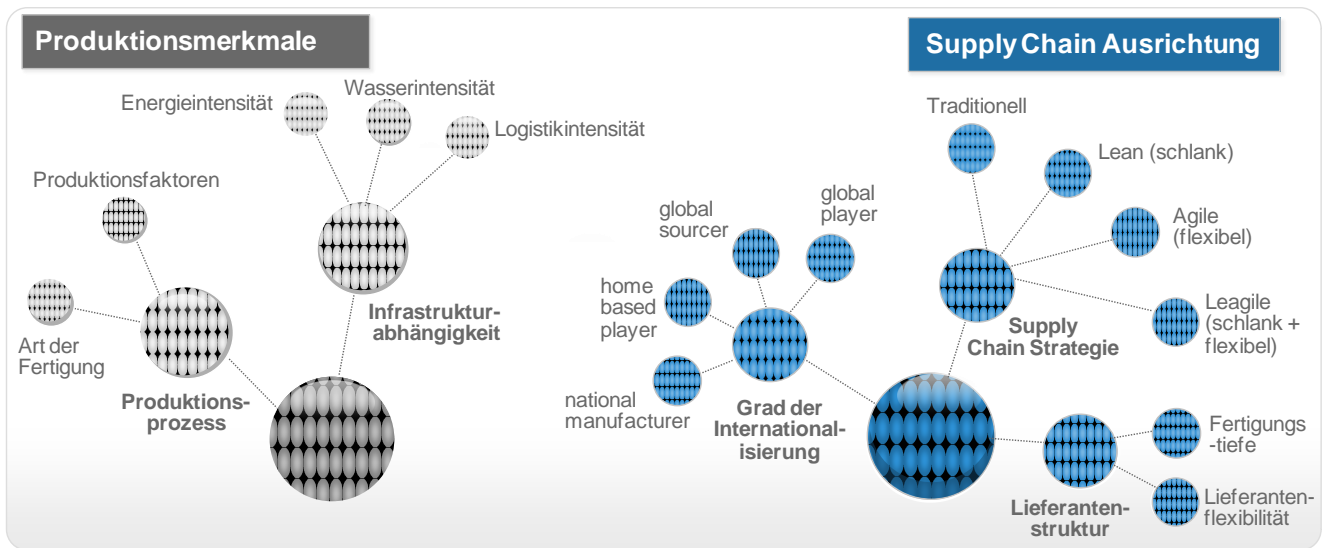 Produktionsmerkmale
Energieintensität
Wasserintensität
Logistikintensität
Produktionsfaktoren
Art der
Fertigung
Produktions-
prozess
Infrastruktur-
abhängigkeit
Supply Chain Ausrichtung
Traditionell
Lean (schlank)
Agile
(flexibel)
Leagile
(schlank +
flexibel)
Supply
Chain Strategie
global
player
global
sourcer
home
based
player
national
manufacturer
Grad der
International-
isierung
Fertigungs
-tiefe
Lieferanten-
flexibilität
Lieferanten-
struktur